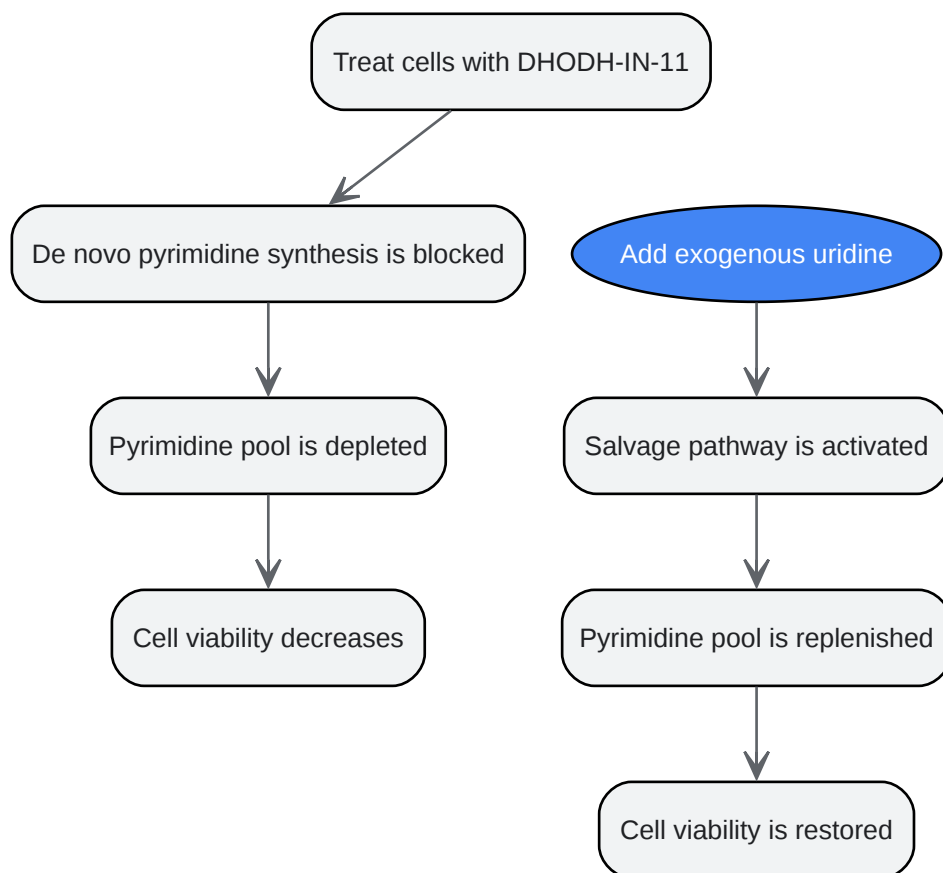 Treat cells with DHODH-IN-11
De novo pyrimidine synthesis is blocked
Add exogenous uridine
Pyrimidine pool is depleted
Salvage pathway is activated
Cell viability decreases
Pyrimidine pool is replenished
Cell viability is restored